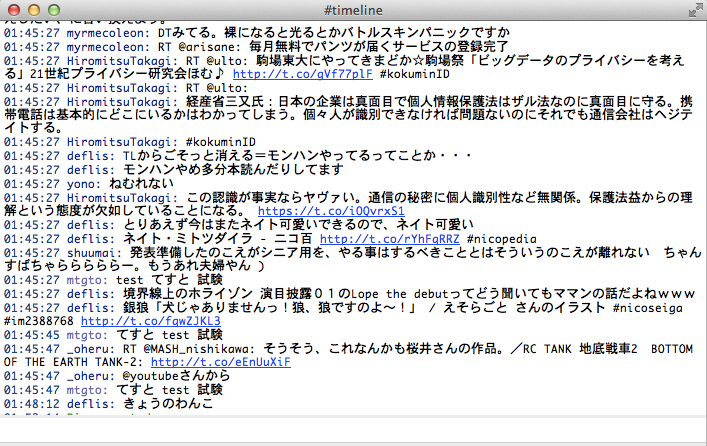 #timeline
01:45:27 myrmecoleon: DTみてる。裸になると光るとかバトルスキンパニックですか
01:45:27 myrmecoleon: RT @arisane: 毎月無料でパンツが届くサービスの登録完了
01:45:27 HiromitsuTakagi: RT @ulto: 駒場東大にやってきまどか☆駒場祭「ビッグデータのプライバシーを考え
る」21世紀プライバシー研究会ほむ♪ http://t.co/gVf77plF #kokuminID
01:45:27 HiromitsuTakagi: RT @ulto:
01:45:27 HiromitsuTakagi: 経産省三又氏：日本の企業は真面目で個人情報保護法はザル法なのに真面目に守る。携
帯電話は基本的にどこにいるかはわかってしまう。個々人が識別できなければ問題ないのにそれでも通信会社はヘジテ
イトする。
01:45:27 HiromitsuTakagi: #kokuminID
01:45:27 deflis: TLからごそっと消える＝モンハンやってるってことか・・・
01:45:27 deflis: モンハンやめ多分本読んだりしてます
01:45:27 yono: ねむれない
01:45:27 HiromitsuTakagi: この認識が事実ならヤヴァい。通信の秘密に個人識別性など無関係。保護法益からの理
解という態度が欠如していることになる。 https://t.co/iOQvrxS1
01:45:27 deflis: とりあえず今はまたネイト可愛いできるので、ネイト可愛い
01:45:27 deflis: ネイト・ミトツダイラ - ニコ百 http://t.co/rYhFqRRZ #nicopedia
01:45:27 shuumai: 発表準備したのこえがシニア用を、やる事はするべきこととはそういうのこえが離れない　ちゃん
すぱちゃらららららー。もうあれ夫婦やん )
01:45:27 mtgto: test てすと 試験
01:45:27 deflis: 境界線上のホライゾン 演目披露０１のLope the debutってどう聞いてもママンの話だよねｗｗｗ
01:45:27 deflis: 銀狼「犬じゃありませんっ！狼、狼ですのよ〜！」 / えそらごと さんのイラスト #nicoseiga
#im2388768 http://t.co/fqwZJKL3
01:45:45 mtgto: てすと test 試験
01:45:47 _oheru: RT @MASH_nishikawa: そうそう、これなんかも桜井さんの作品。／RC TANK 地底戦車2　BOTTOM
OF THE EARTH TANK-2: http://t.co/eEnUuXiF
01:45:47 _oheru: @youtubeさんから
01:45:47 mtgto: てすと test 試験
01:48:12 deflis: きょうのわんこ